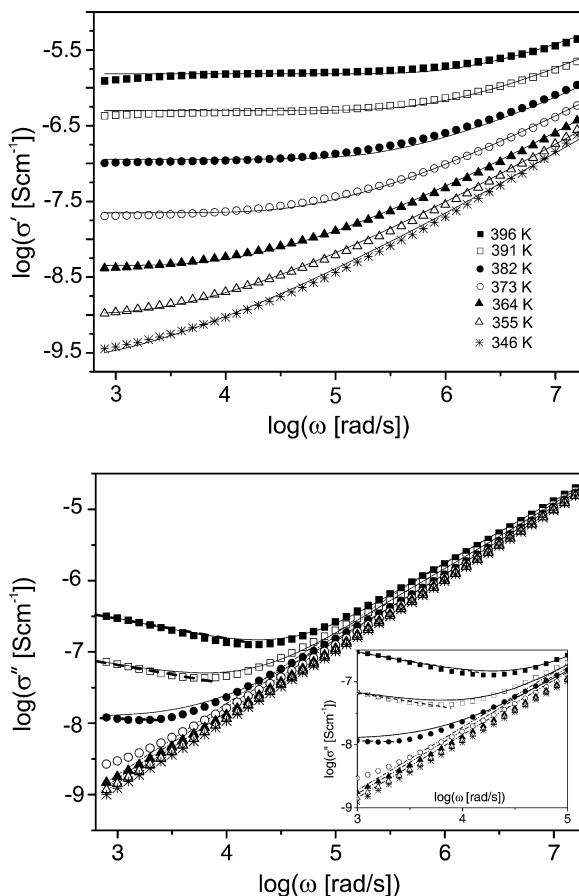 -5.5
-6.5
-7.5
-8.5
-9.5
log(σ′ [Scm⁻¹])
396 K
391 K
382 K
373 K
364 K
355 K
346 K
3 4 5 6 7
log(ω [rad/s])
-5
-6
-7
-8
-9
log(σ″ [Scm⁻¹])
-7
-8
-9
log(σ″ [Scm⁻¹])
log(ω [rad/s])
3 4 5
3 4 5 6 7
log(ω [rad/s])